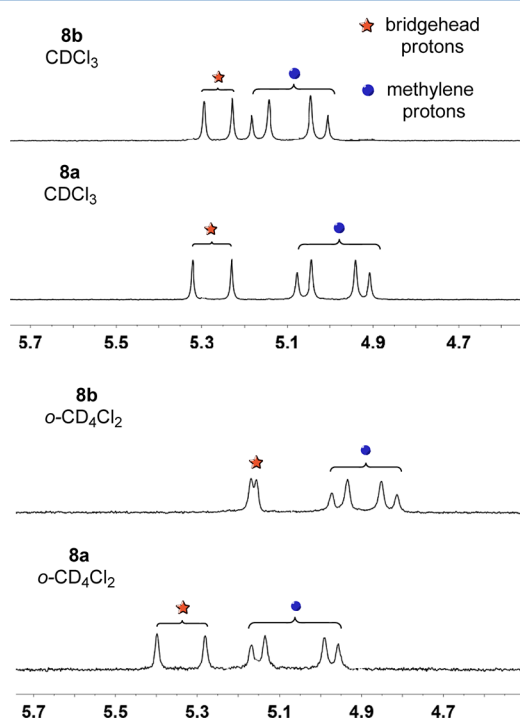 8b
CDCl3
bridgehead
protons
methylene
protons
8a
CDCl3
5.7 5.5 5.3 5.1 4.9 4.7
8b
o-CD4Cl2
8a
o-CD4Cl2
5.7 5.5 5.3 5.1 4.9 4.7